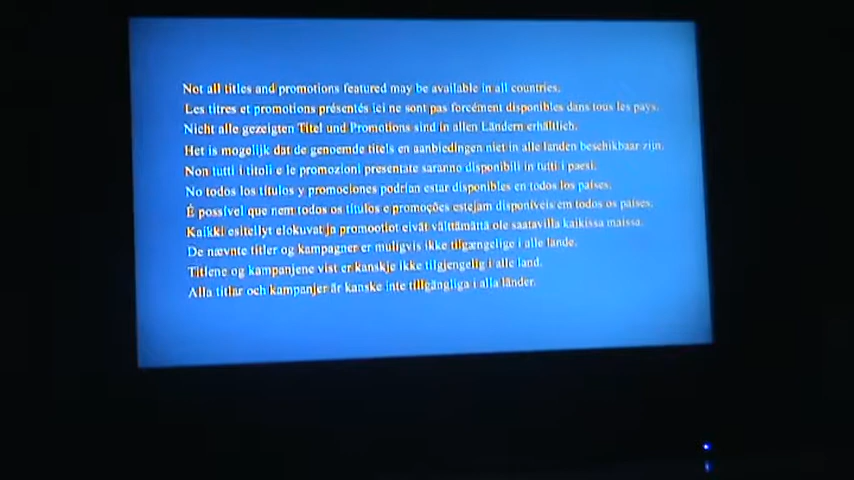 Not all titles and promotions featured may be available in all countries.
Les titres et promotions présentés ici ne sont pas forcément disponibles dans tous les pays.
Nicht alle gezeigten Titel und Promotions sind in allen Ländern erhältlich.
Het is mogelijk dat de genoemde titels en aanbiedingen niet in alle landen beschikbaar zijn.
Non tutti i titoli e le promozioni presentate saranno disponibili in tutti i paesi.
No todos los títulos y promociones podrían estar disponibles en todos los países.
É possível que nem todos os títulos e promoções estejam disponíveis em todos os países.
Kaikki esitellyt elokuvat ja promootiot eivät välttämättä ole saatavilla kaikissa maissa.
De nævnte titler og kampagner er muligvis ikke tilgængelige i alle lande.
Titlene og kampanjene vist er kanskje ikke tilgjengelig i alle land.
Alla titlar och kampanjer är kanske inte tillgängliga i alla länder.